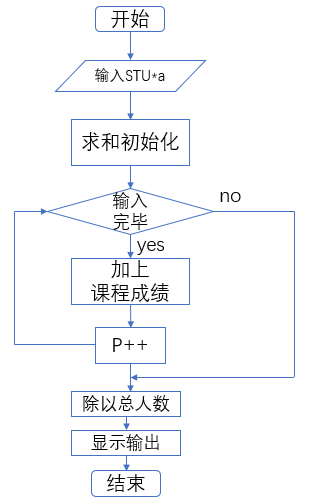 开始
输入STU*a
求和初始化
输入
完毕
no
yes
加上
课程成绩
P++
除以总人数
显示输出
结束